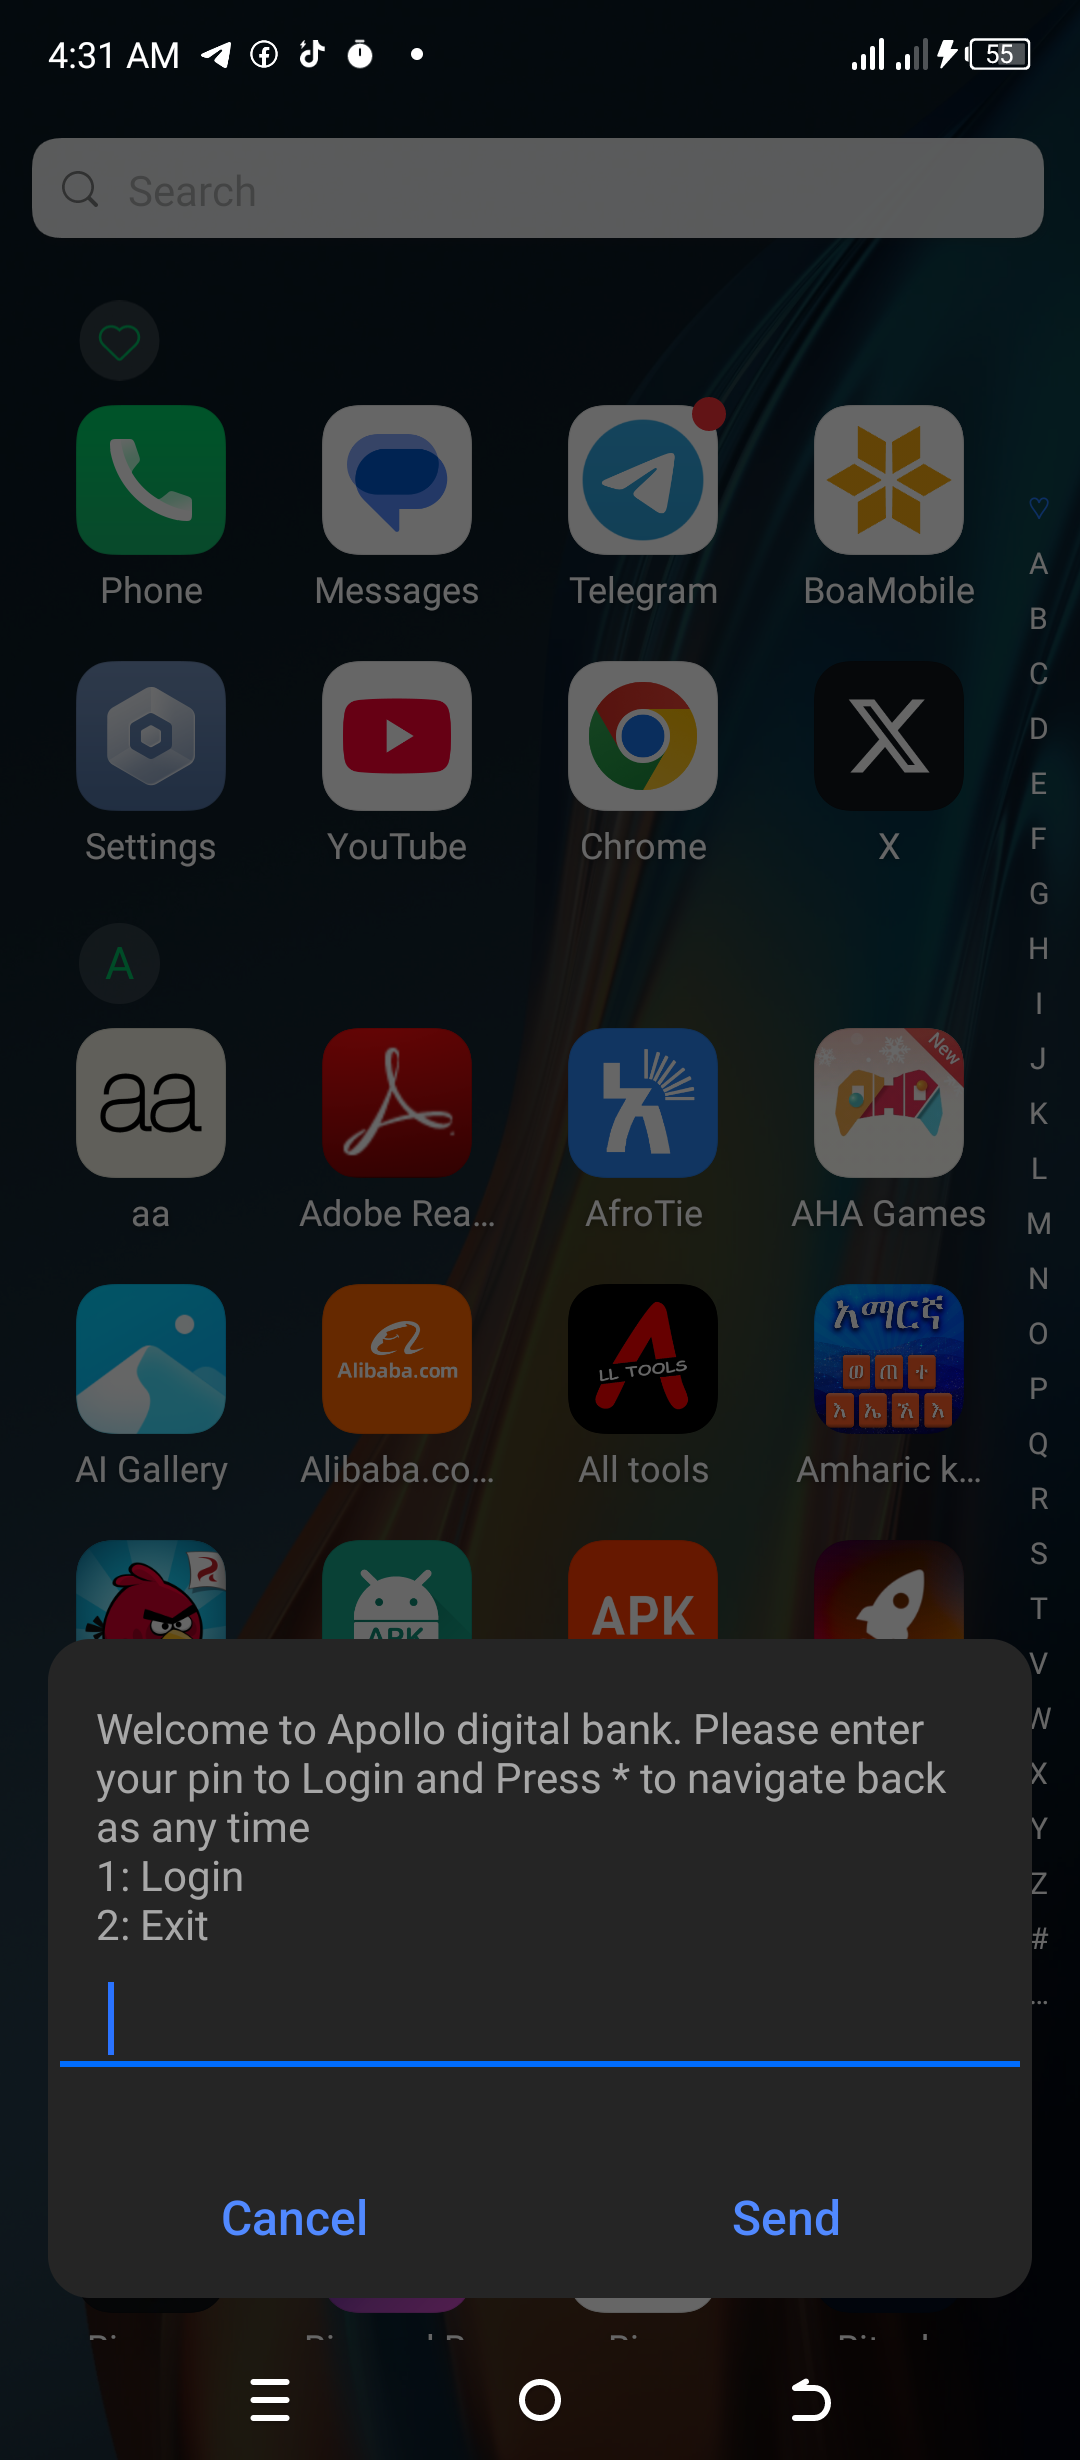 4:31 AM
55
Search
Phone
Messages
Telegram
BoaMobile
Settings
YouTube
Chrome
X
A
aa
New
aa
Adobe Rea...
AfroTie
AHA Games
Alibaba.com
LL TOOLS
አማርኛ
ወ ጠ ተ
እ ኤ ኽ እ
AI Gallery
Alibaba.co...
All tools
Amharic k...
APK
APK
A
B
C
D
E
F
G
H
I
J
K
L
M
N
O
P
Q
R
S
T
V
W
X
Y
Z
#
...
Welcome to Apollo digital bank. Please enter
your pin to Login and Press * to navigate back
as any time
1: Login
2: Exit
Cancel
Send